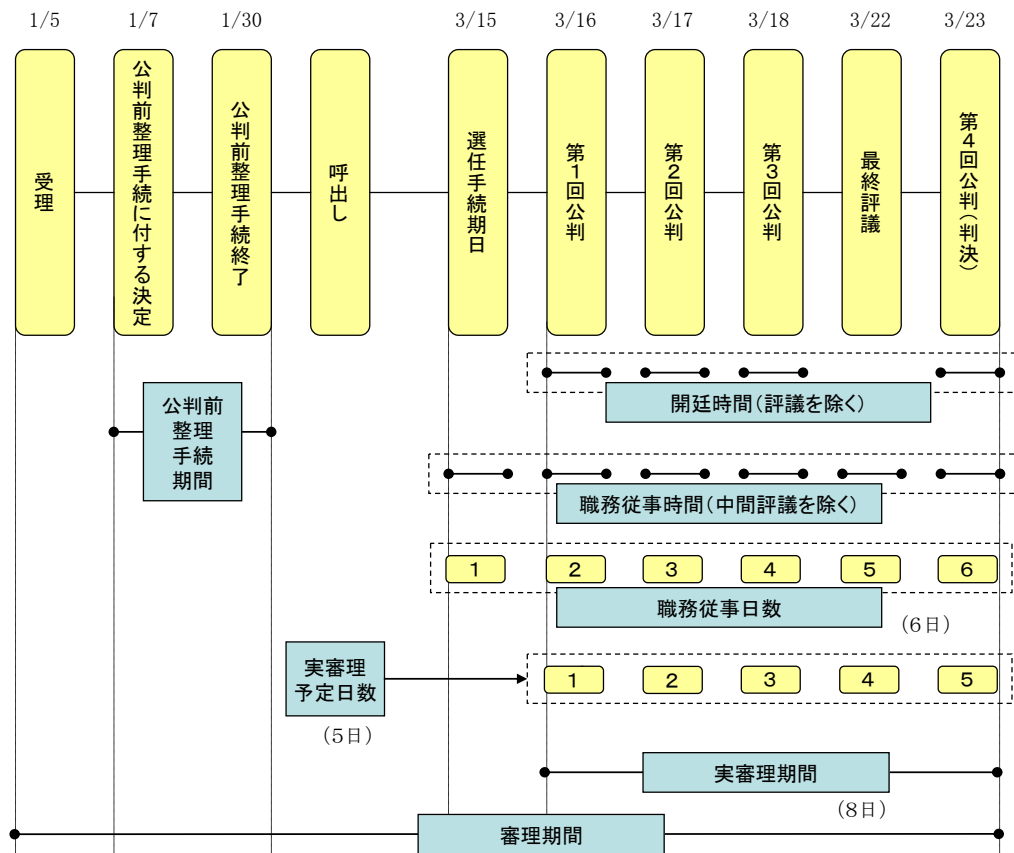 1/5
1/7
1/30
3/15
3/16
3/17
3/18
3/22
3/23
受理
公判前整理手続に付する決定
公判前整理手続終了
呼出し
選任手続期日
第1回公判
第2回公判
第3回公判
最終評議
第4回公判(判決)
開廷時間(評議を除く)
公判前
整理
手続
期間
職務従事時間(中間評議を除く)
1
2
3
4
5
6
職務従事日数
(6日)
実審理
予定日数
(5日)
1
2
3
4
5
実審理期間
(8日)
審理期間